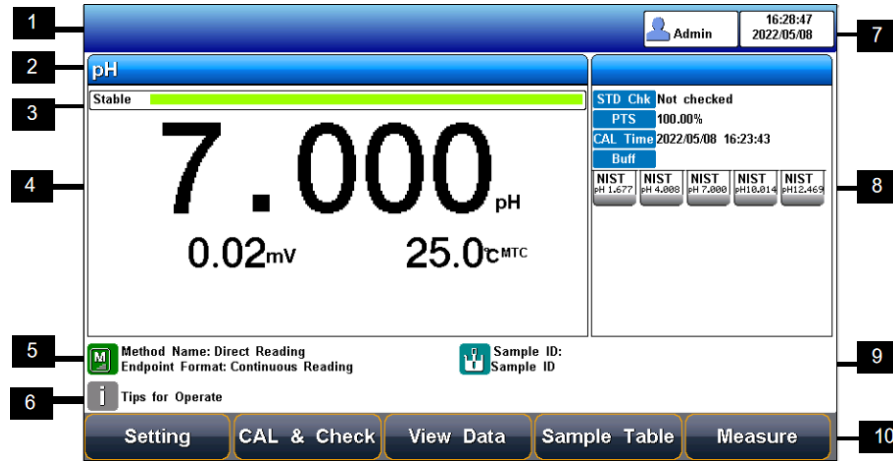 1
16:28:47
Admin
2022/05/08
7
2
pH
3
Stable
STD Chk Not checked
PTS 100.00%
CAL Time 2022/05/08 16:23:43
Buff
4
7.000 pH
NIST NIST NIST NIST NIST
pH 1.677 pH 4.008 pH 7.000 pH10.014 pH12.469
8
0.02mV 25.0℃ MTC
5
M
Method Name: Direct Reading
Endpoint Format: Continuous Reading
Sample ID:
Sample ID
9
6
i
Tips for Operate
Setting CAL & Check View Data Sample Table Measure
10